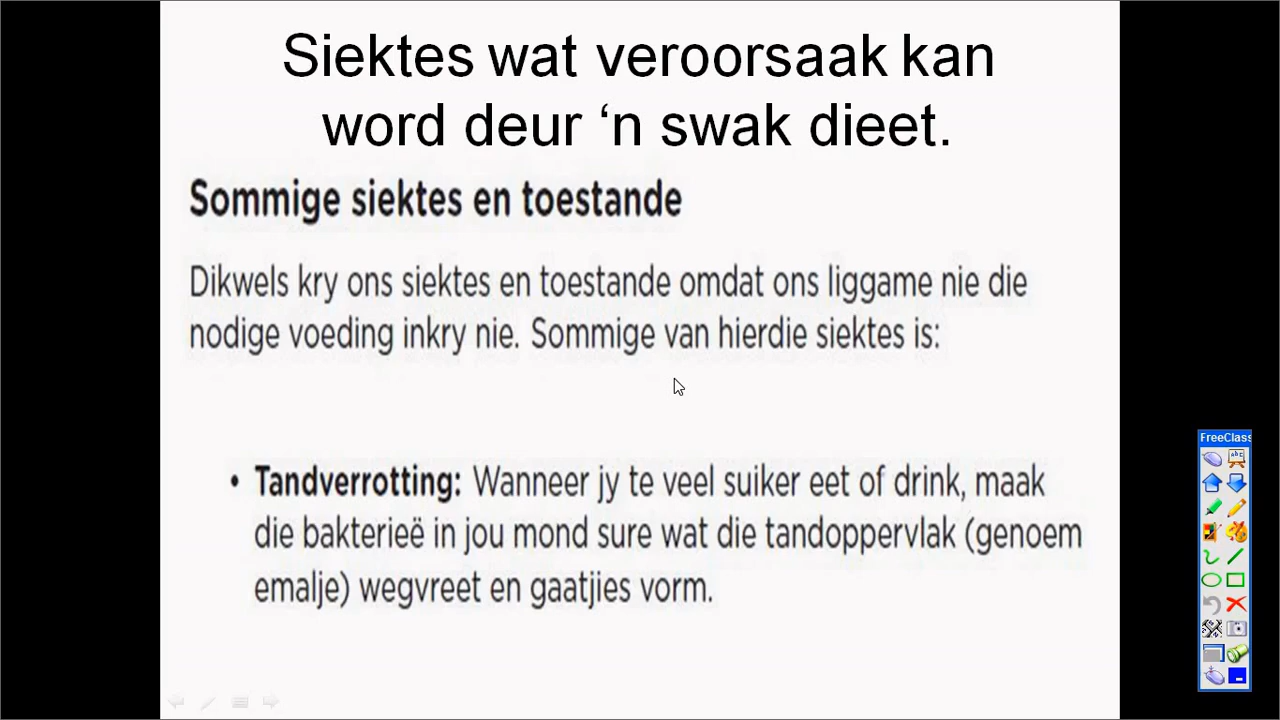 Siektes wat veroorsaak kan
word deur ‘n swak dieet.
Sommige siektes en toestande
Dikwels kry ons siektes en toestande omdat ons liggame nie die
nodige voeding inkry nie. Sommige van hierdie siektes is:
• Tandverrotting: Wanneer jy te veel suiker eet of drink, maak
die bakterieë in jou mond sure wat die tandoppervlak (genoem
emalje) wegvreet en gaatjies vorm.
FreeClass
abc